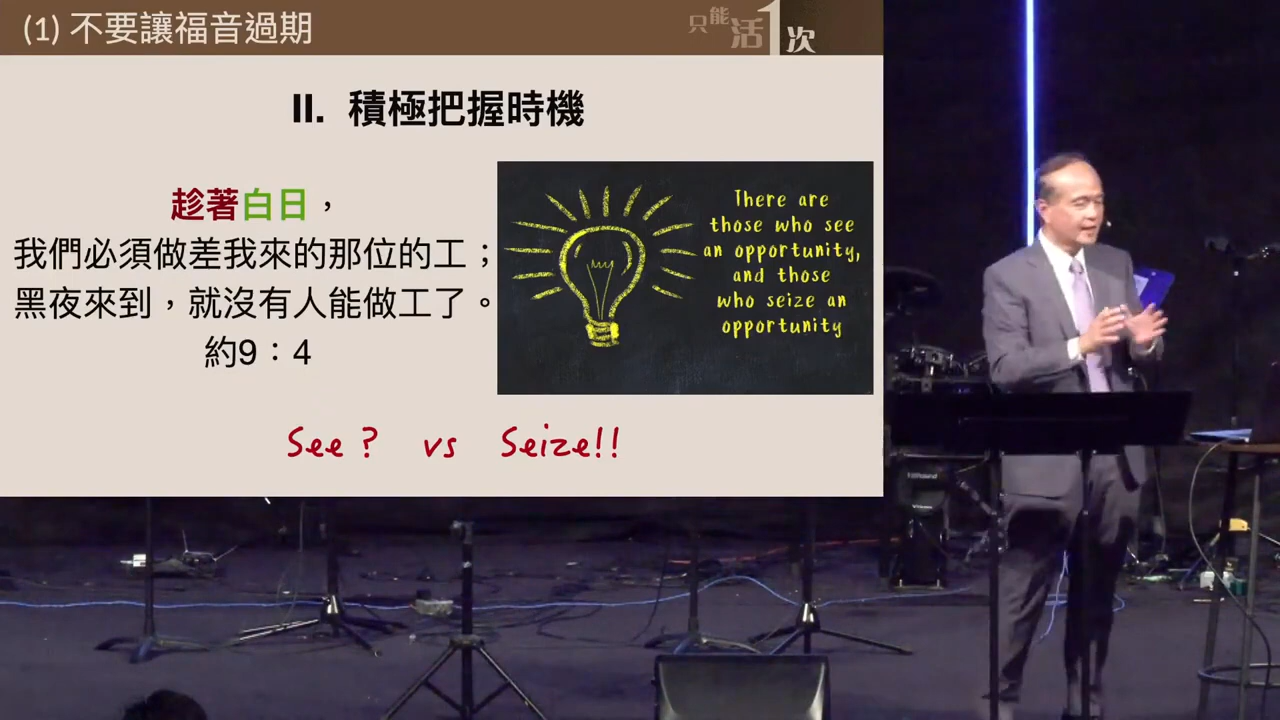 (1) 不要讓福音過期
只能活1次
II. 積極把握時機
趁著白日，
我們必須做差我來的那位的工；
黑夜來到，就沒有人能做工了。
約9：4
There are
those who see
an opportunity,
and those
who seize an
opportunity
See ? vs Seize!!